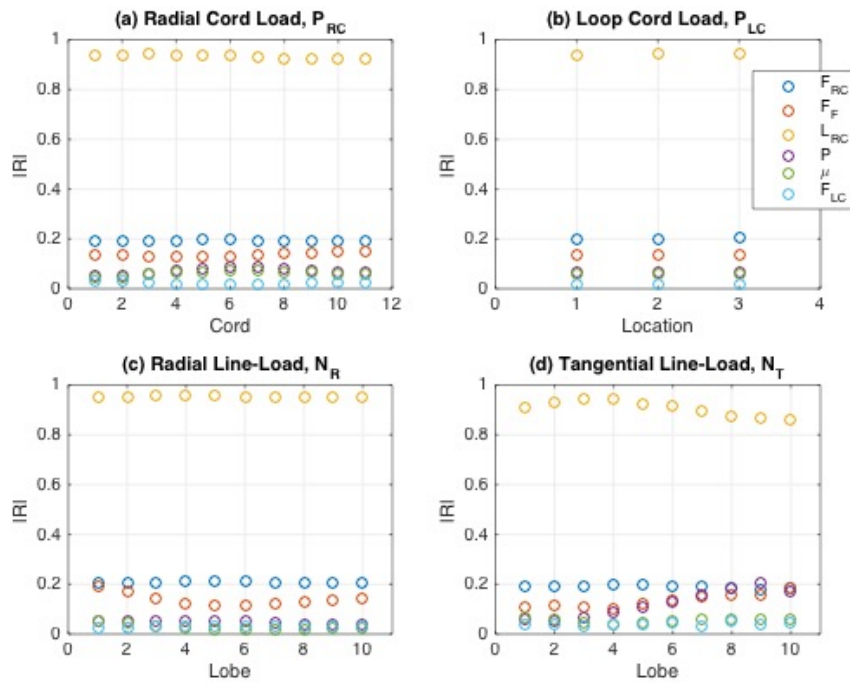 (a) Radial Cord Load, P_RC
1
0.8
0.6
0.4
0.2
0
|R|
0 2 4 6 8 10 12
Cord
(b) Loop Cord Load, P_LC
1
0.8
0.6
0.4
0.2
0
|R|
0 1 2 3 4
Location
F_RC
F_F
L_RC
P
μ
F_LC
(c) Radial Line-Load, N_R
1
0.8
0.6
0.4
0.2
0
|R|
0 2 4 6 8 10
Lobe
(d) Tangential Line-Load, N_T
1
0.8
0.6
0.4
0.2
0
|R|
0 2 4 6 8 10
Lobe